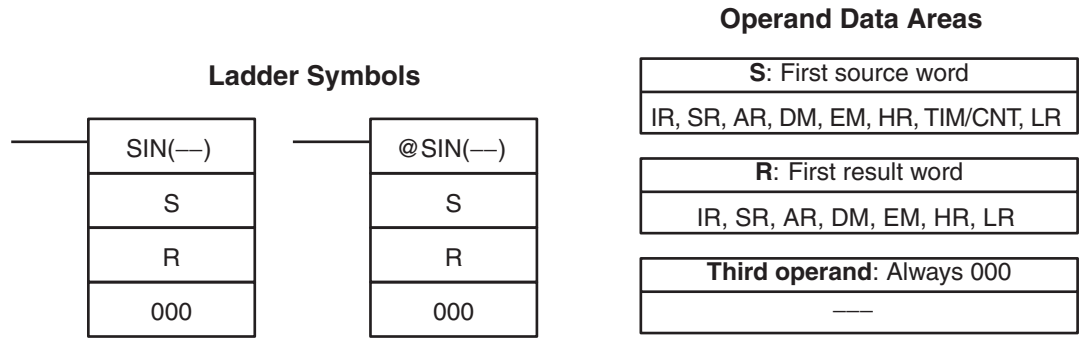 Ladder Symbols
SIN(––)
S
R
000
@SIN(––)
S
R
000
Operand Data Areas
S: First source word
IR, SR, AR, DM, EM, HR, TIM/CNT, LR
R: First result word
IR, SR, AR, DM, EM, HR, LR
Third operand: Always 000
–––